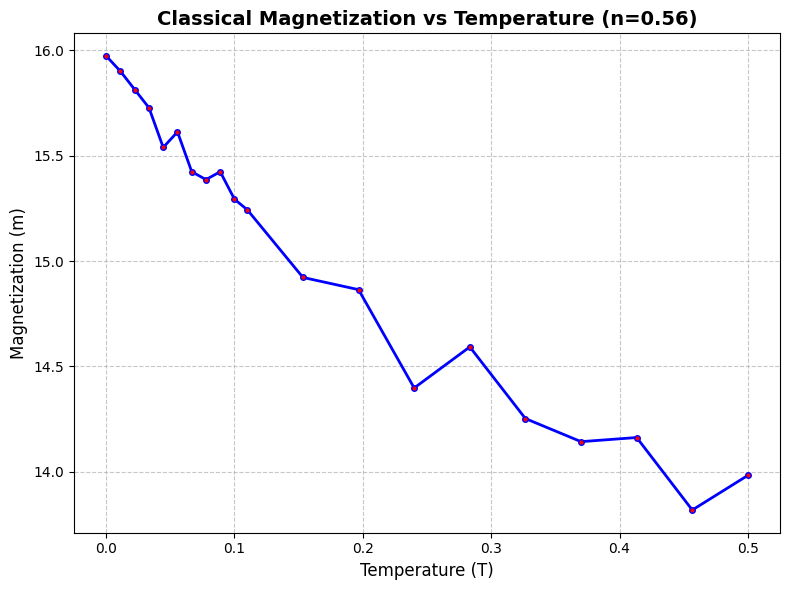 Classical Magnetization vs Temperature (n=0.56)
Magnetization (m)
16.0
15.5
15.0
14.5
14.0
0.0 0.1 0.2 0.3 0.4 0.5
Temperature (T)